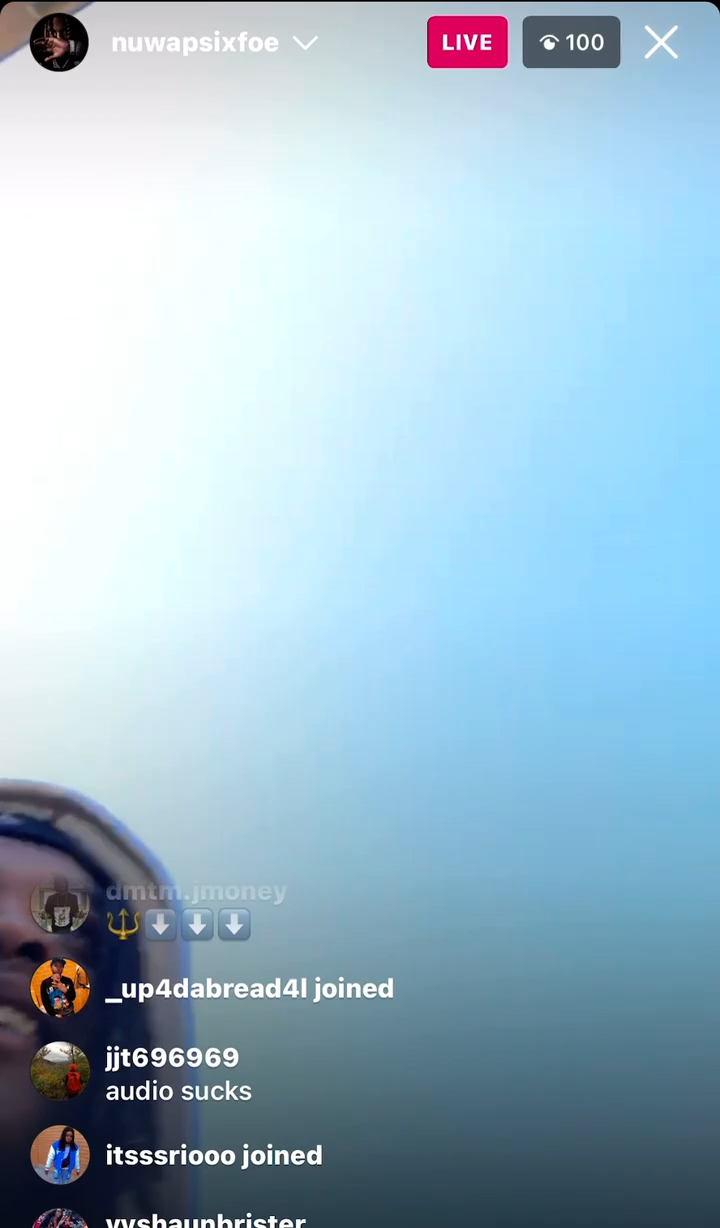 nuwapsixfoe
LIVE
100
dmtm.jmoney
🔱⬇️⬇️⬇️
_up4dabread4l joined
jjt696969
audio sucks
itsssriooo joined